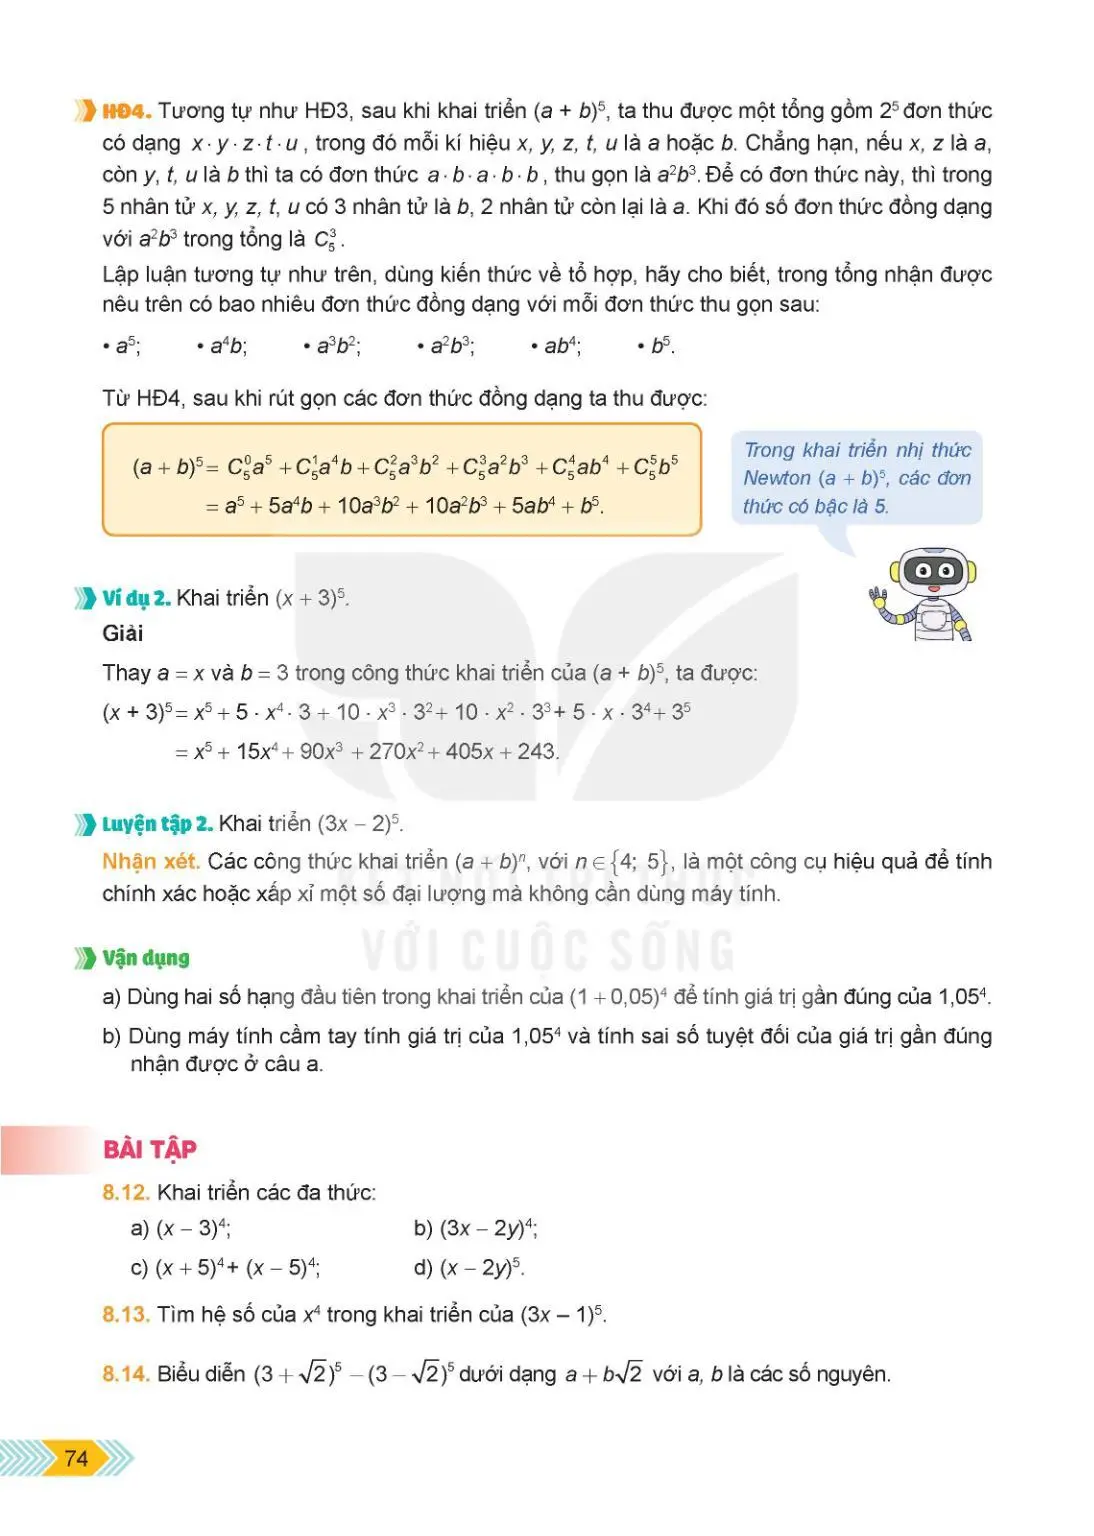 HĐ4. Tương tự như HĐ3, sau khi khai triển (a + b)⁵, ta thu được một tổng gồm 2⁵ đơn thức
có dạng x · y · z · t · u , trong đó mỗi kí hiệu x, y, z, t, u là a hoặc b. Chẳng hạn, nếu x, z là a,
còn y, t, u là b thì ta có đơn thức a · b · a · b · b , thu gọn là a²b³. Để có đơn thức này, thì trong
5 nhân tử x, y, z, t, u có 3 nhân tử là b, 2 nhân tử còn lại là a. Khi đó số đơn thức đồng dạng
với a²b³ trong tổng là C₅³ .
Lập luận tương tự như trên, dùng kiến thức về tổ hợp, hãy cho biết, trong tổng nhận được
nêu trên có bao nhiêu đơn thức đồng dạng với mỗi đơn thức thu gọn sau:
• a⁵; • a⁴b; • a³b²; • a²b³; • ab⁴; • b⁵.
Từ HĐ4, sau khi rút gọn các đơn thức đồng dạng ta thu được:
(a + b)⁵ = C₅⁰a⁵ + C₅¹a⁴b + C₅²a³b² + C₅³a²b³ + C₅⁴ab⁴ + C₅⁵b⁵
= a⁵ + 5a⁴b + 10a³b² + 10a²b³ + 5ab⁴ + b⁵.
Trong khai triển nhị thức
Newton (a + b)⁵, các đơn
thức có bậc là 5.
Ví dụ 2. Khai triển (x + 3)⁵.
Giải
Thay a = x và b = 3 trong công thức khai triển của (a + b)⁵, ta được:
(x + 3)⁵ = x⁵ + 5 · x⁴ · 3 + 10 · x³ · 3² + 10 · x² · 3³ + 5 · x · 3⁴ + 3⁵
= x⁵ + 15x⁴ + 90x³ + 270x² + 405x + 243.
Luyện tập 2. Khai triển (3x – 2)⁵.
Nhận xét. Các công thức khai triển (a + b)ⁿ, với n ∈ {4; 5}, là một công cụ hiệu quả để tính
chính xác hoặc xấp xỉ một số đại lượng mà không cần dùng máy tính.
KẾT NỐI TRI THỨC
VỚI CUỘC SỐNG
Vận dụng
a) Dùng hai số hạng đầu tiên trong khai triển của (1 + 0,05)⁴ để tính giá trị gần đúng của 1,05⁴.
b) Dùng máy tính cầm tay tính giá trị của 1,05⁴ và tính sai số tuyệt đối của giá trị gần đúng
nhận được ở câu a.
BÀI TẬP
8.12. Khai triển các đa thức:
a) (x – 3)⁴; b) (3x – 2y)⁴;
c) (x + 5)⁴ + (x – 5)⁴; d) (x – 2y)⁵.
8.13. Tìm hệ số của x⁴ trong khai triển của (3x – 1)⁵.
8.14. Biểu diễn (3 + √2)⁵ – (3 – √2)⁵ dưới dạng a + b√2 với a, b là các số nguyên.
74